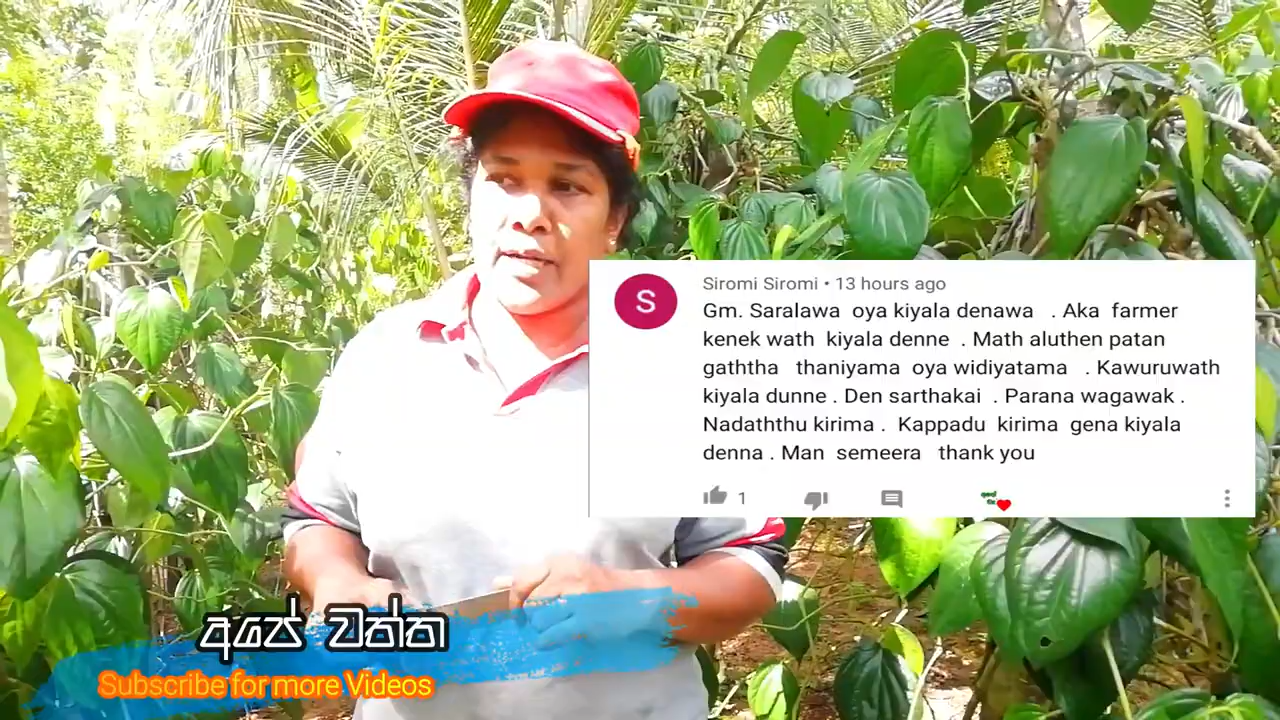 Siromi Siromi • 13 hours ago
Gm. Saralawa oya kiyala denawa . Aka farmer
kenek wath kiyala denne . Math aluthen patan
gaththa thaniyama oya widiyatama . Kawuruwath
kiyala dunne . Den sarthakai . Parana wagawak .
Nadaththu kirima . Kappadu kirima gena kiyala
denna . Man semeera thank you
1
අපේ වත්ත
Subscribe for more Videos